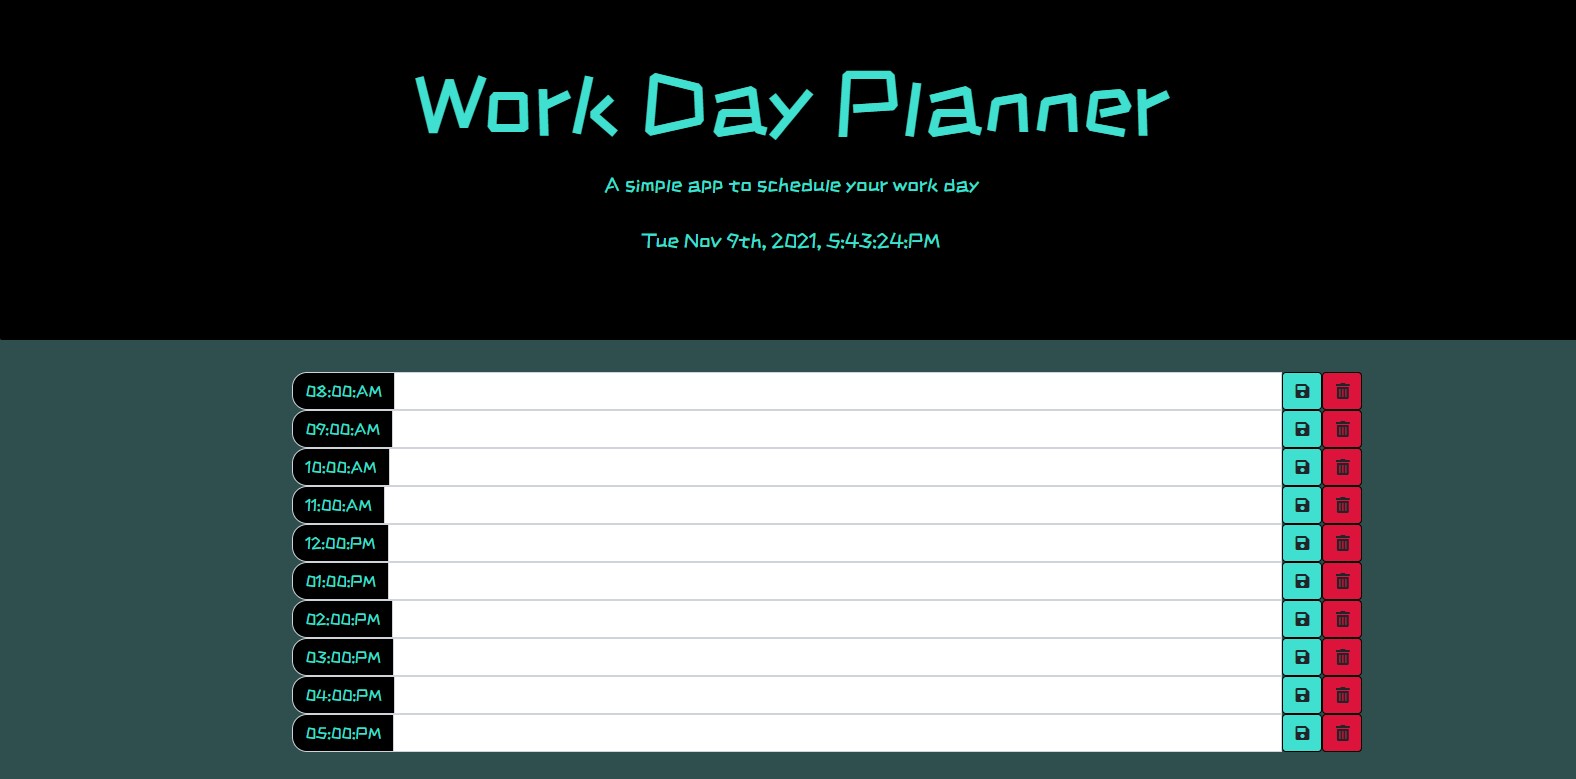 Work Day Planner
A simple app to schedule your work day
Tue Nov 9th, 2021, 5:43:24:PM
08:00:AM
09:00:AM
10:00:AM
11:00:AM
12:00:PM
01:00:PM
02:00:PM
03:00:PM
04:00:PM
05:00:PM